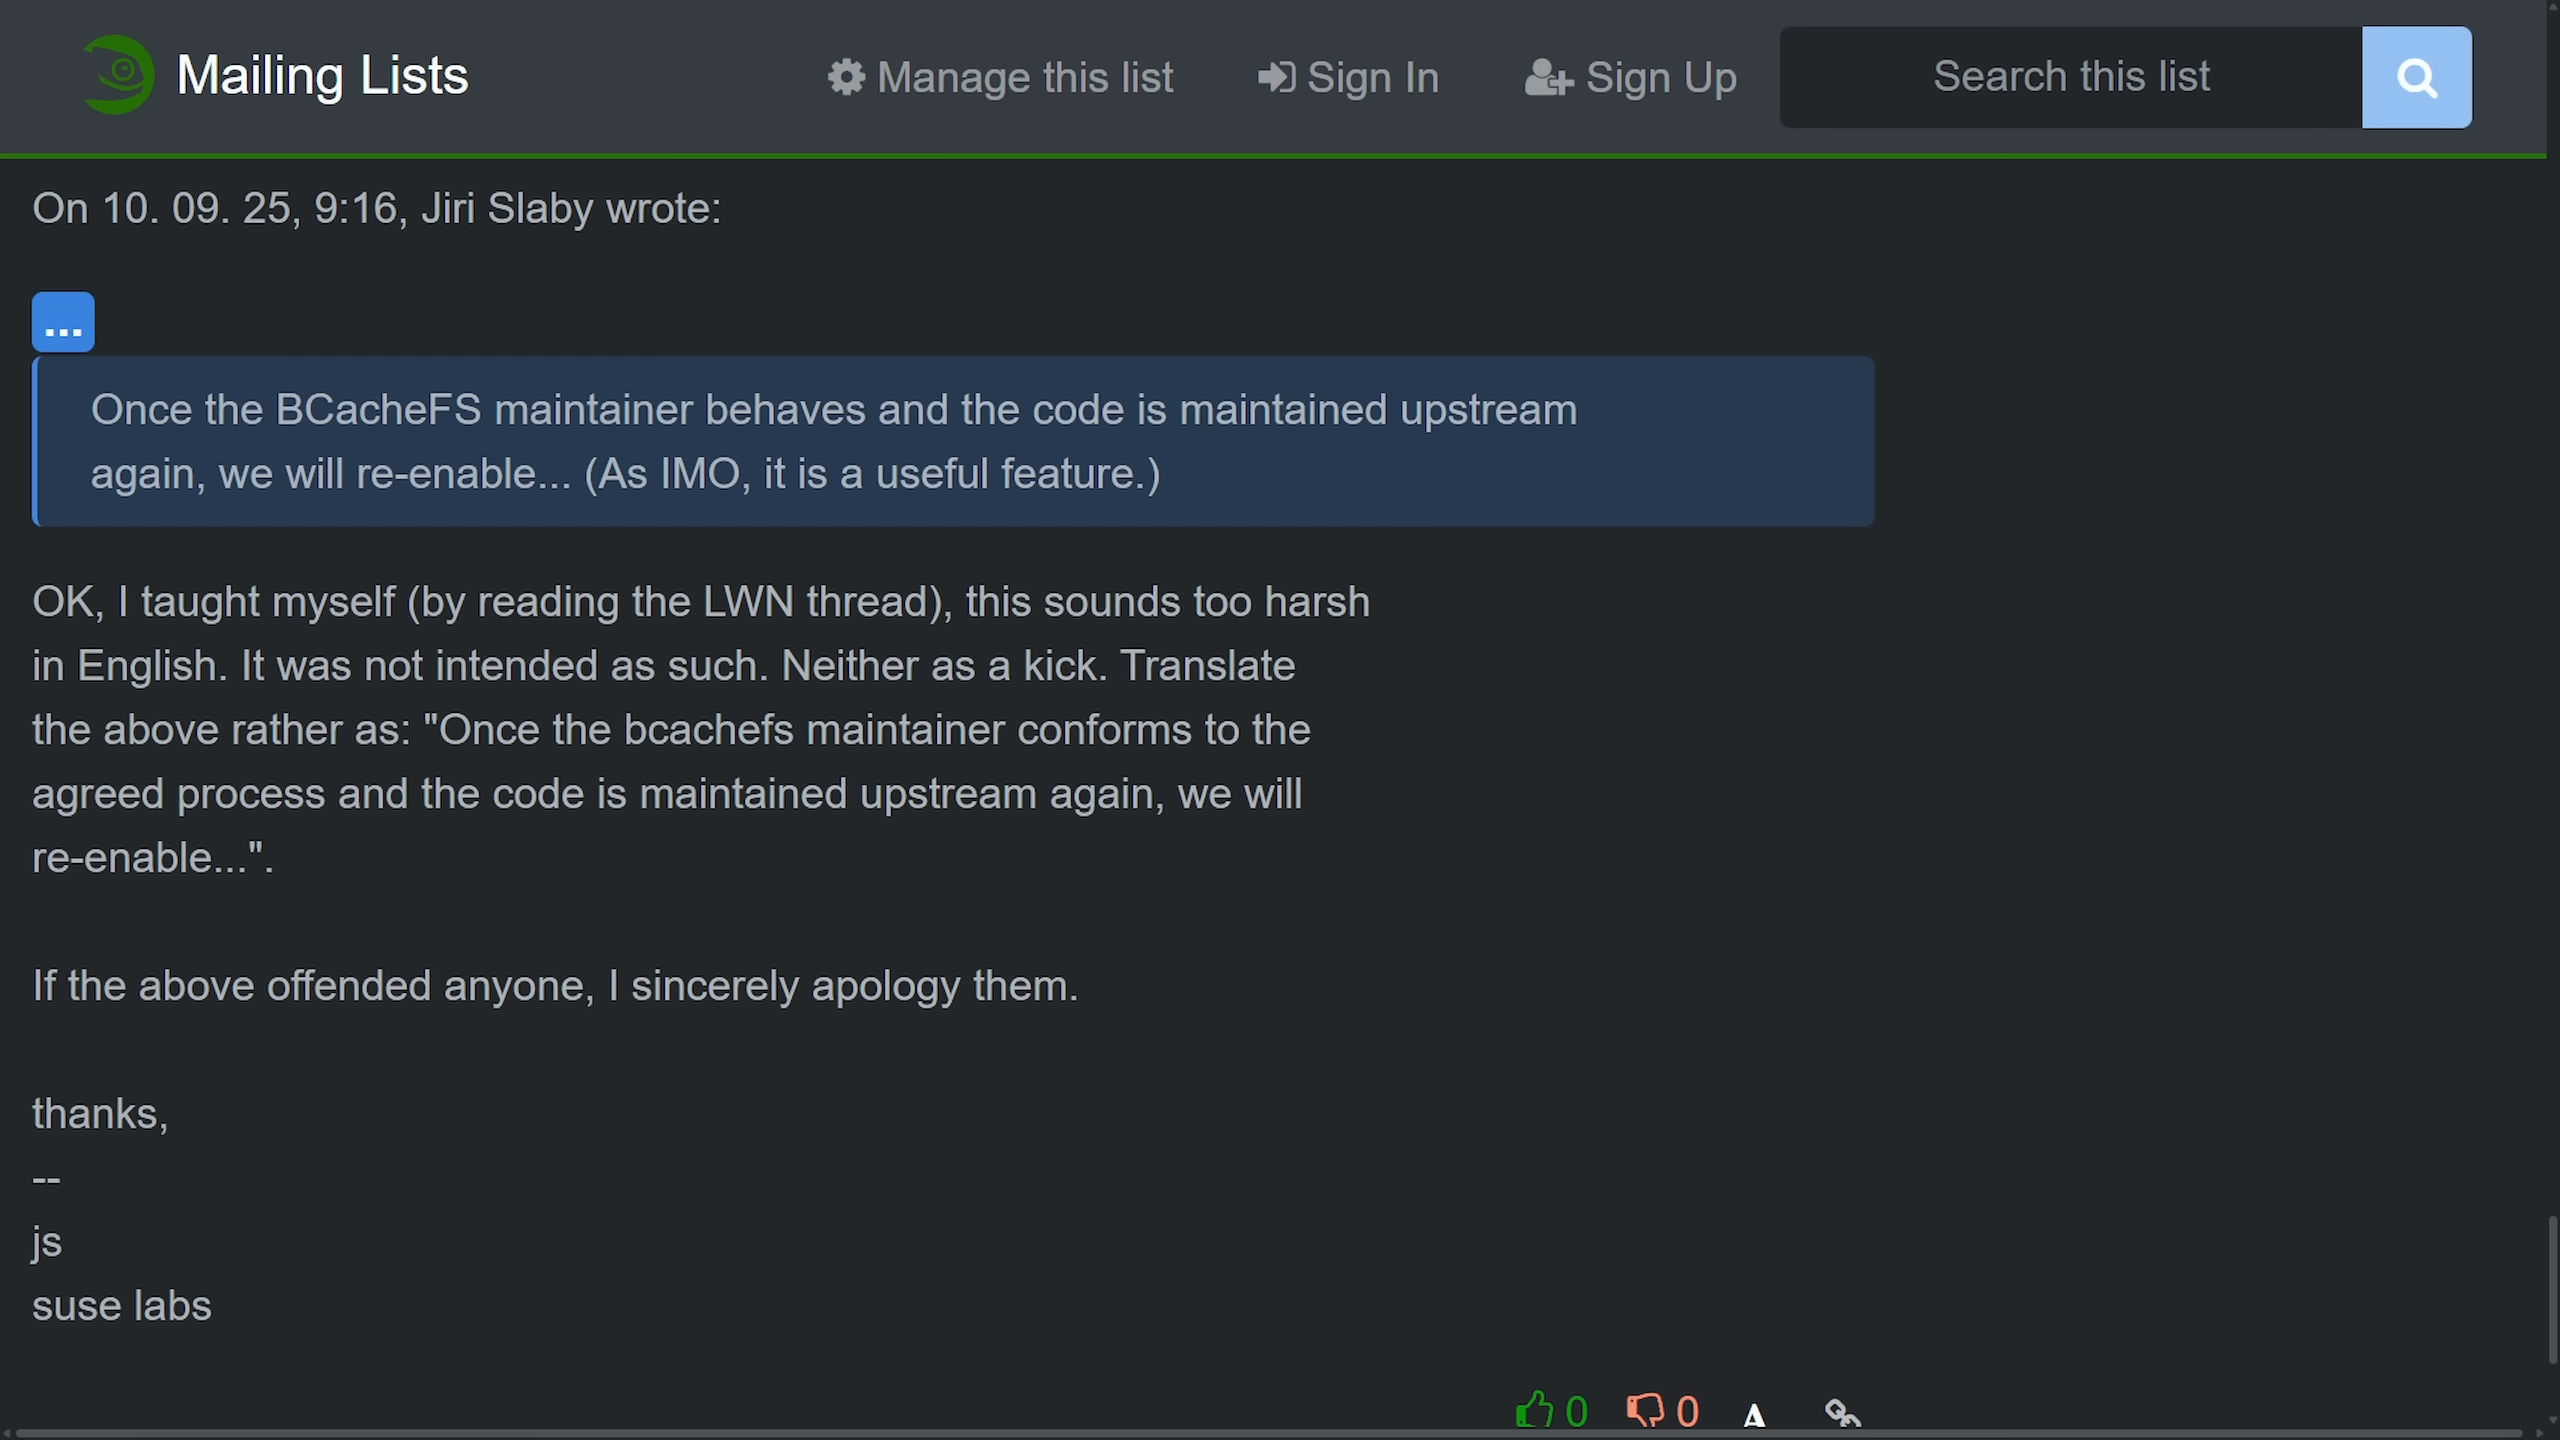 Mailing Lists
Manage this list
Sign In
Sign Up
Search this list
On 10. 09. 25, 9:16, Jiri Slaby wrote:
...
Once the BCacheFS maintainer behaves and the code is maintained upstream
again, we will re-enable... (As IMO, it is a useful feature.)
OK, I taught myself (by reading the LWN thread), this sounds too harsh
in English. It was not intended as such. Neither as a kick. Translate
the above rather as: "Once the bcachefs maintainer conforms to the
agreed process and the code is maintained upstream again, we will
re-enable...".
If the above offended anyone, I sincerely apology them.
thanks,
--
js
suse labs
0
0
A